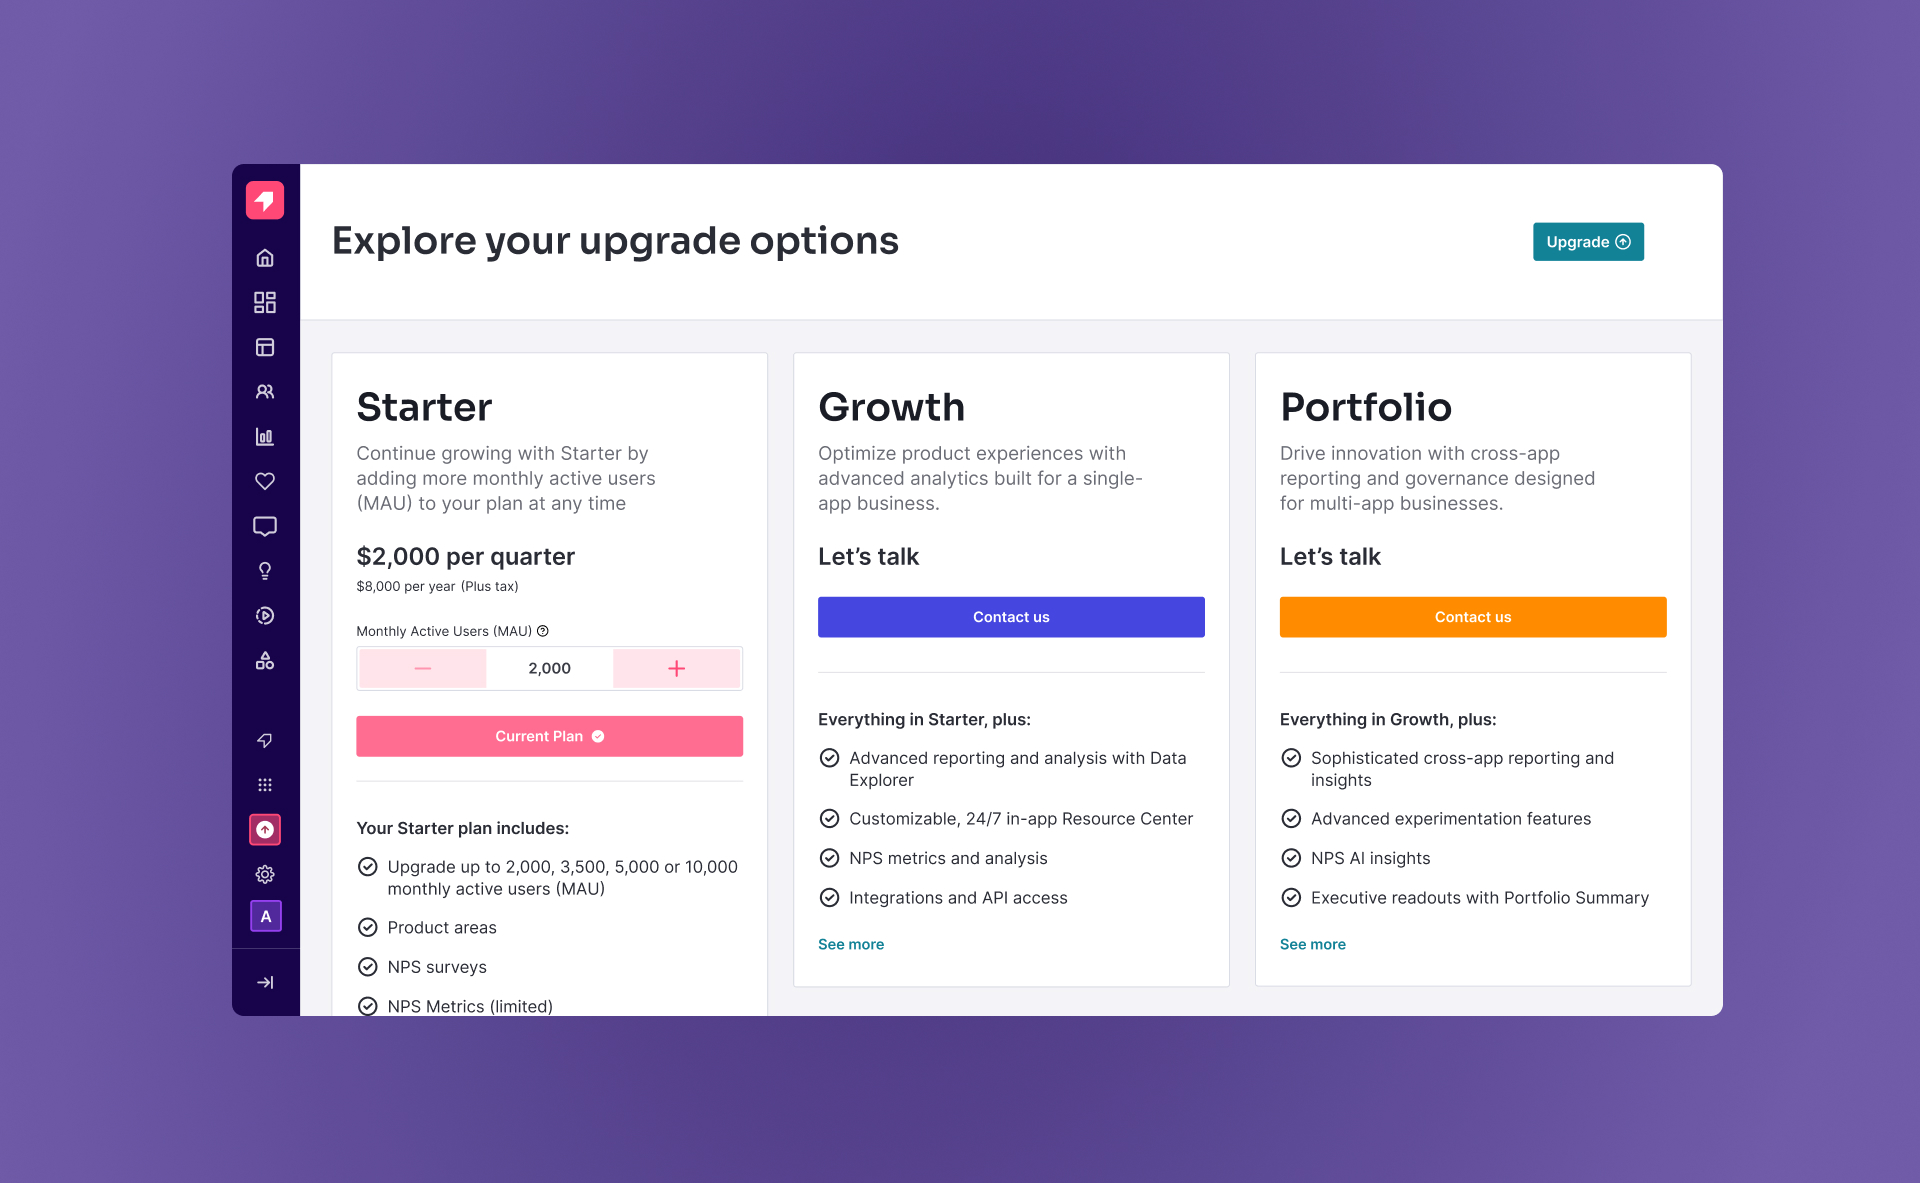 Explore your upgrade options
Upgrade
Starter
Continue growing with Starter by
adding more monthly active users
(MAU) to your plan at any time
$2,000 per quarter
$8,000 per year (Plus tax)
Monthly Active Users (MAU)
2,000
Current Plan
Your Starter plan includes:
Upgrade up to 2,000, 3,500, 5,000 or 10,000
monthly active users (MAU)
Product areas
NPS surveys
NPS Metrics (limited)
Growth
Optimize product experiences with
advanced analytics built for a single-
app business.
Let’s talk
Contact us
Everything in Starter, plus:
Advanced reporting and analysis with Data
Explorer
Customizable, 24/7 in-app Resource Center
NPS metrics and analysis
Integrations and API access
See more
Portfolio
Drive innovation with cross-app
reporting and governance designed
for multi-app businesses.
Let’s talk
Contact us
Everything in Growth, plus:
Sophisticated cross-app reporting and
insights
Advanced experimentation features
NPS AI insights
Executive readouts with Portfolio Summary
See more
A